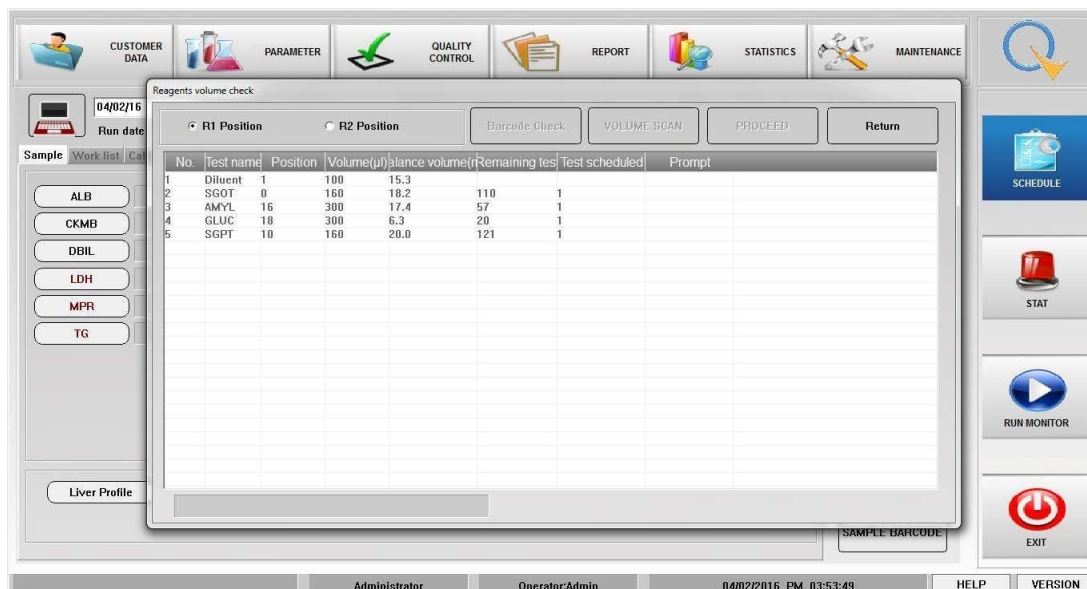 CUSTOMER DATA
PARAMETER
QUALITY CONTROL
REPORT
STATISTICS
MAINTENANCE
04/02/16
Run date
Sample Work list Cal
Reagents volume check
R1 Position R2 Position Barcode Check VOLUME SCAN PROCEED Return
No. Test name Position Volume(µl) alance volume(r Remaining tes Test scheduled Prompt
1 Diluent 1 100 15.3
2 SGOT 0 160 18.2 110 1
3 AMYL 16 300 17.4 57 1
4 GLUC 18 300 6.3 20 1
5 SGPT 10 160 20.0 121 1
ALB
CKMB
DBIL
LDH
MPR
TG
Liver Profile
SAMPLE BARCODE
SCHEDULE
STAT
RUN MONITOR
EXIT
Administrator Operator:Admin 04/02/2016 PM 03:53:49 HELP VERSION